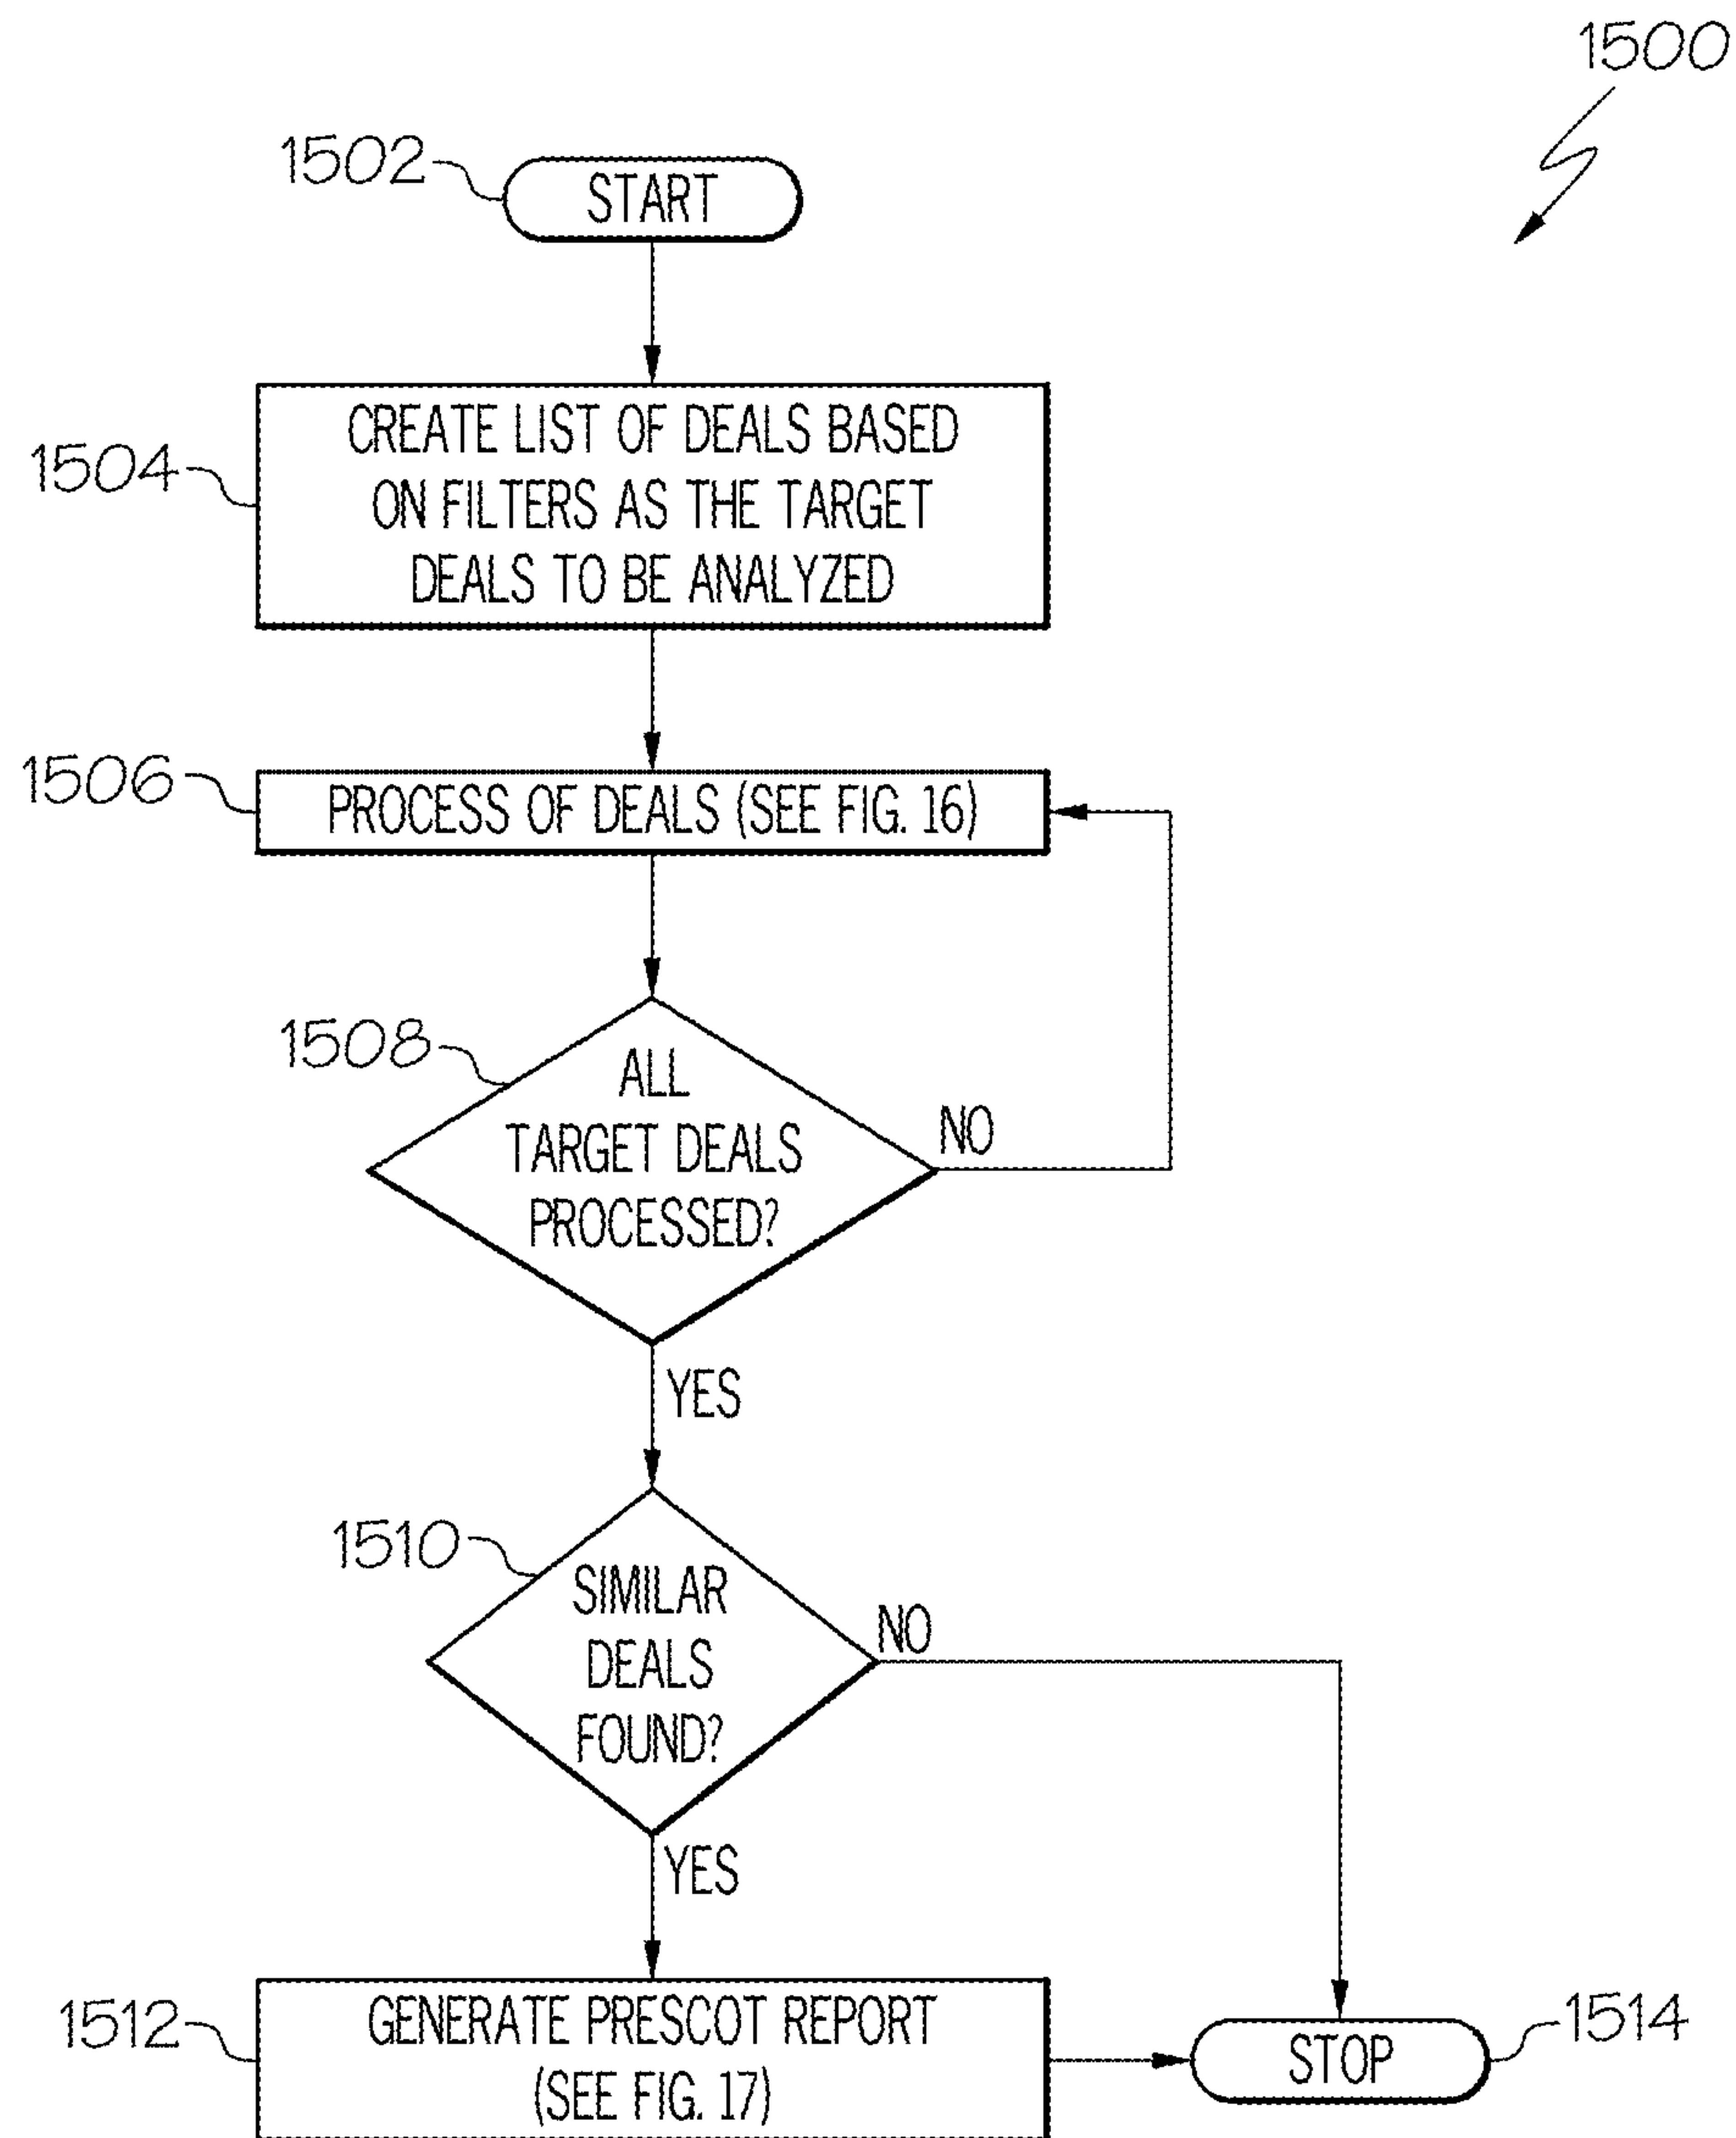 1500
1502
START
1504
CREATE LIST OF DEALS BASED
ON FILTERS AS THE TARGET
DEALS TO BE ANALYZED
1506
PROCESS OF DEALS (SEE FIG. 16)
1508
ALL
TARGET DEALS
PROCESSED?
NO
YES
1510
SIMILAR
DEALS
FOUND?
NO
YES
1512
GENERATE PRESCOT REPORT
(SEE FIG. 17)
STOP
1514